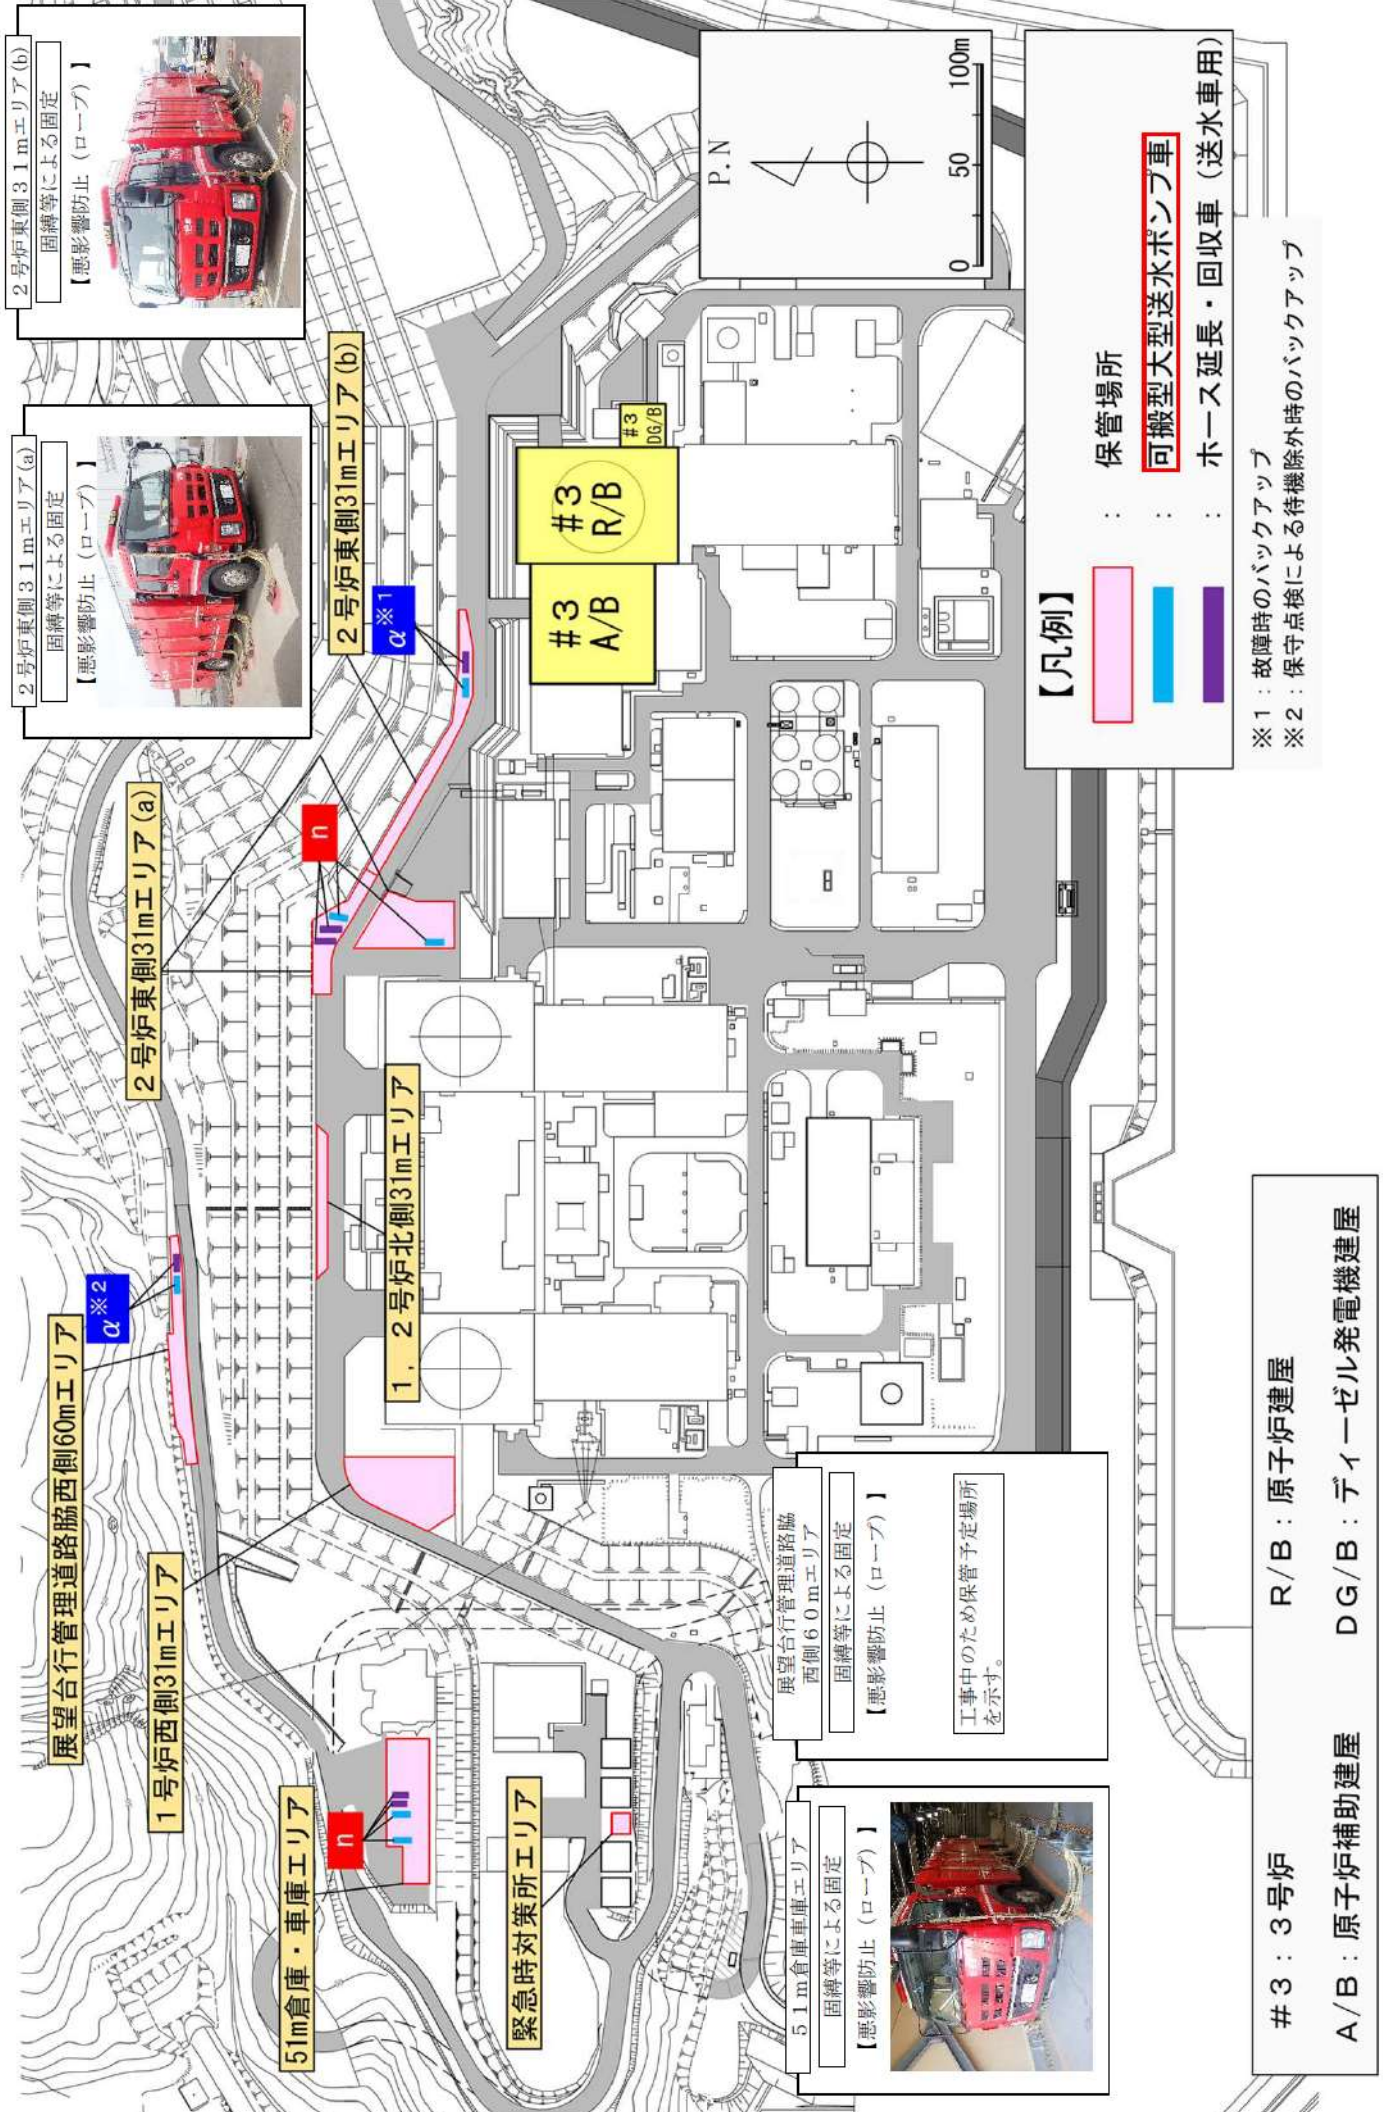 展望台行管理道路脇西側60mエリア
α※2
1号炉西側31mエリア
51m倉庫・車庫エリア
n
緊急時対策所エリア
1,2号炉北側31mエリア
2号炉東側31mエリア(a)
n
2号炉東側31mエリア(b)
α※1
#3
A/B
#3
R/B
#3
DG/B
2号炉東側31mエリア(a)
固縛等による固定
【悪影響防止(ロープ)】
2号炉東側31mエリア(b)
固縛等による固定
【悪影響防止(ロープ)】
51m倉庫車庫エリア
固縛等による固定
【悪影響防止(ロープ)】
展望台行管理道路脇
西側60mエリア
固縛等による固定
【悪影響防止(ロープ)】
工事中のため保管予定場所
を示す。
P.N
0 50 100m
【凡例】
: 保管場所
: 可搬型大型送水ポンプ車
: ホース延長・回収車(送水車用)
※1:故障時のバックアップ
※2:保守点検による待機除外時のバックアップ
#3:3号炉 R/B:原子炉建屋
A/B:原子炉補助建屋 DG/B:ディーゼル発電機建屋